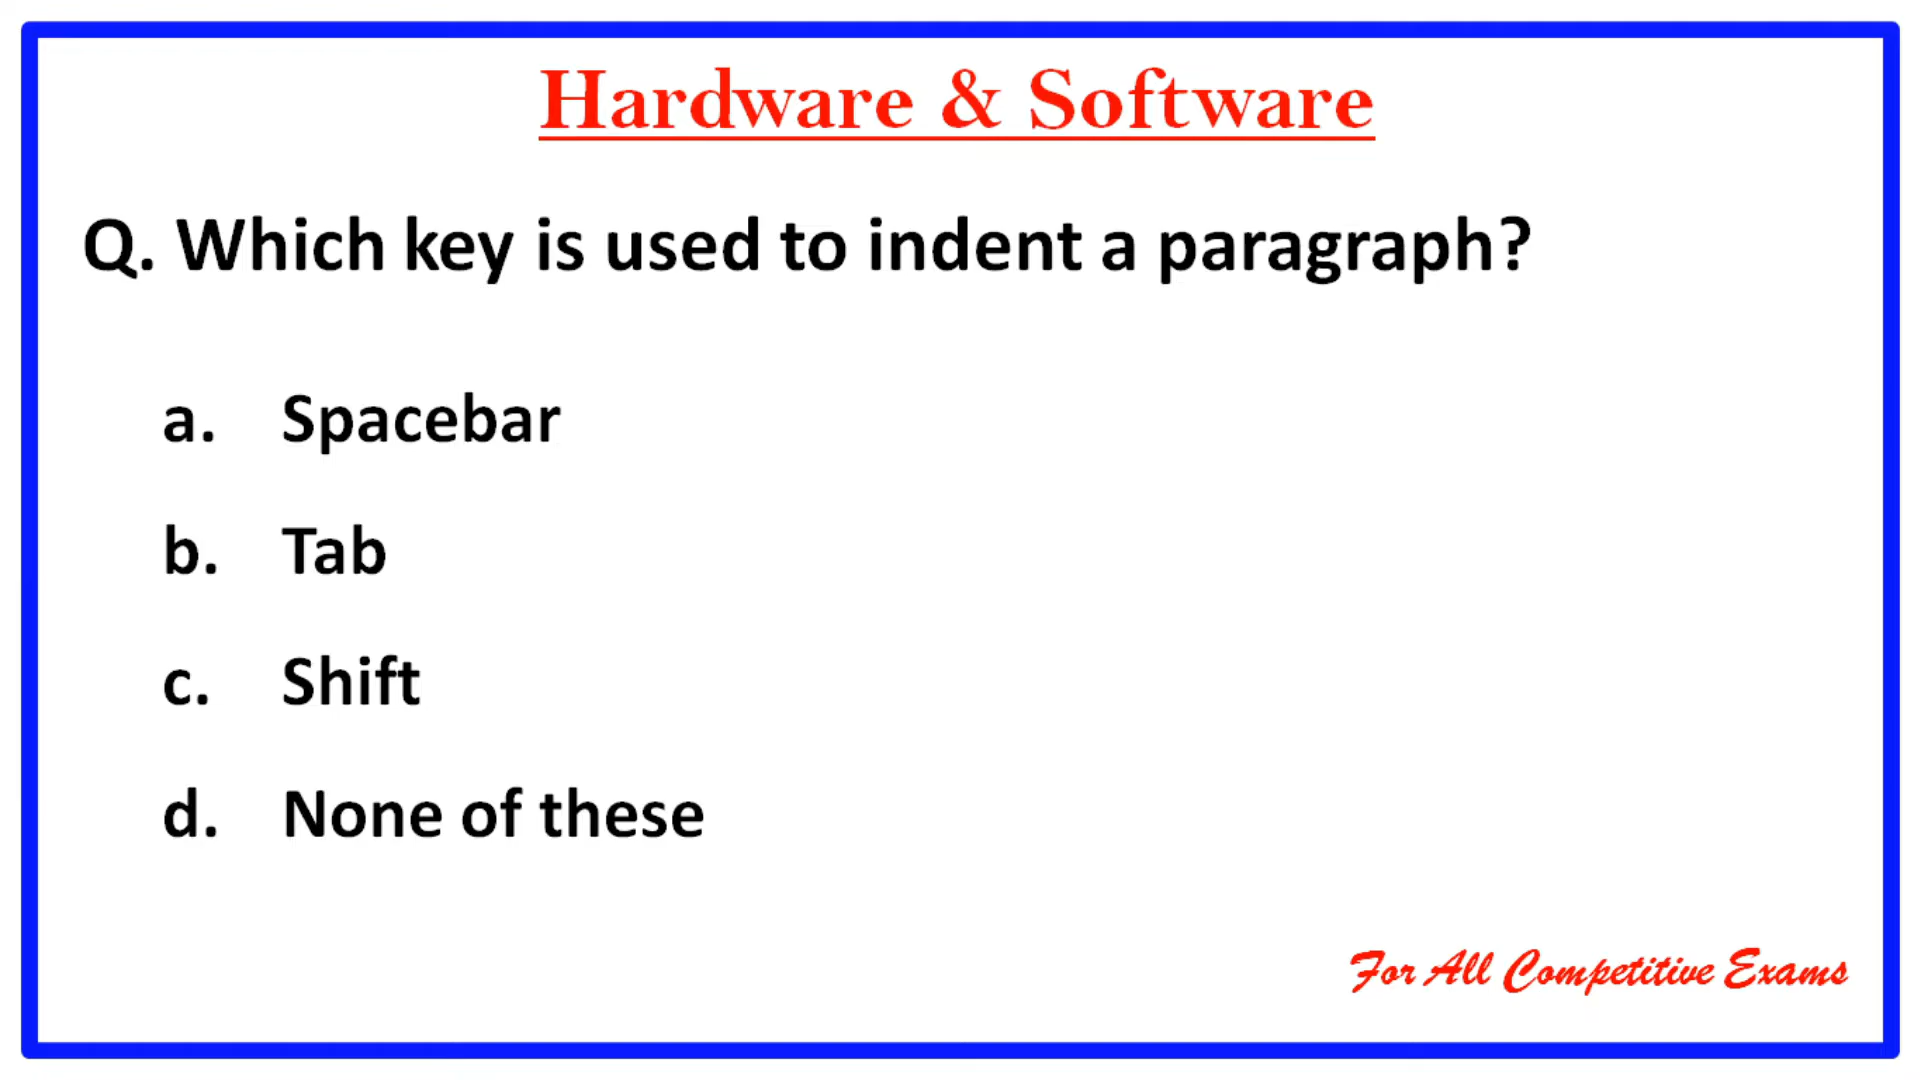 Hardware & Software
Q. Which key is used to indent a paragraph?
a. Spacebar
b. Tab
c. Shift
d. None of these
For All Competitive Exams